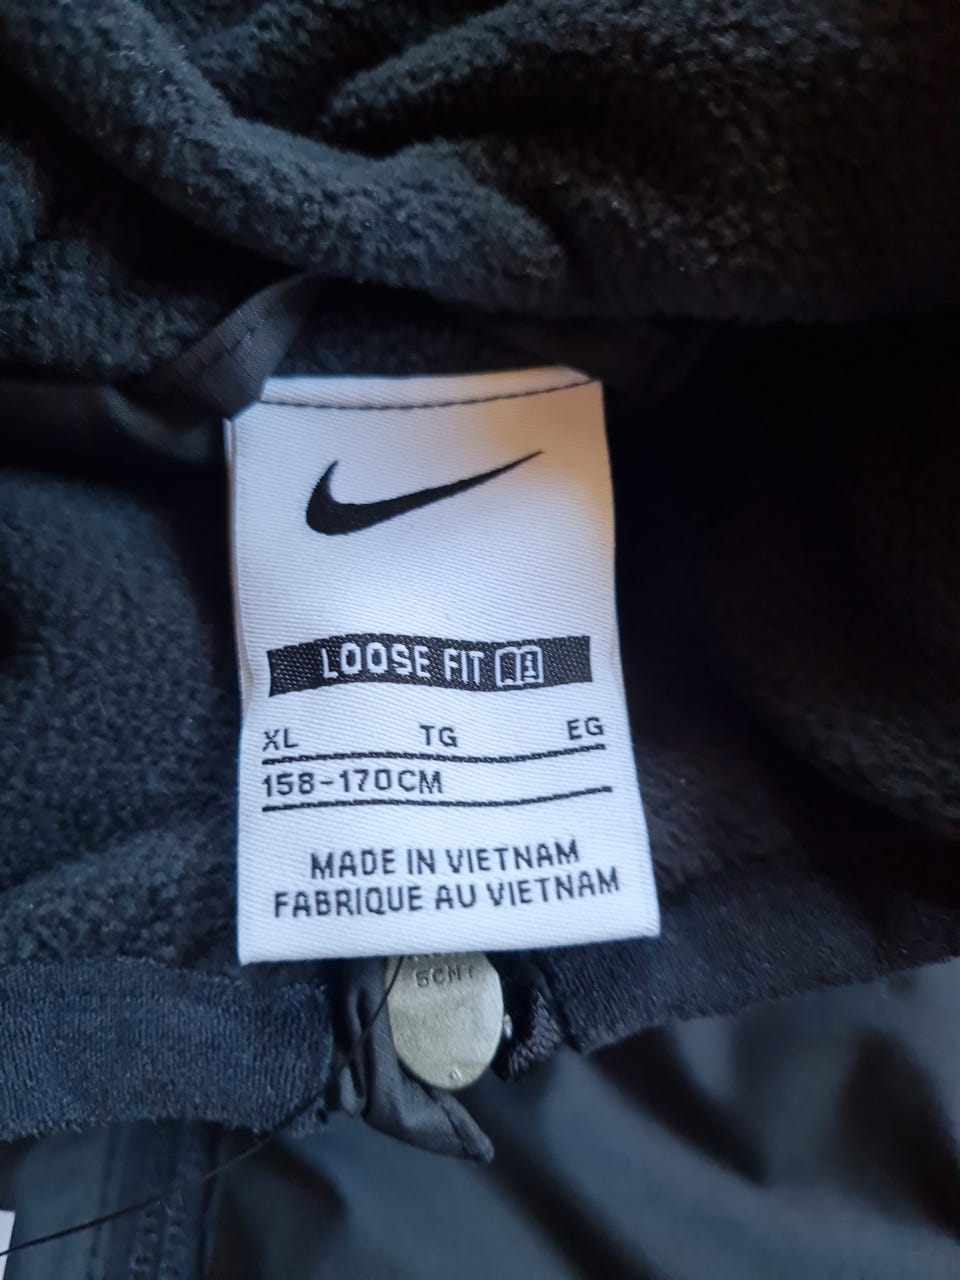 LOOSE FIT
XL TG EG
158-170CM
MADE IN VIETNAM
FABRIQUE AU VIETNAM